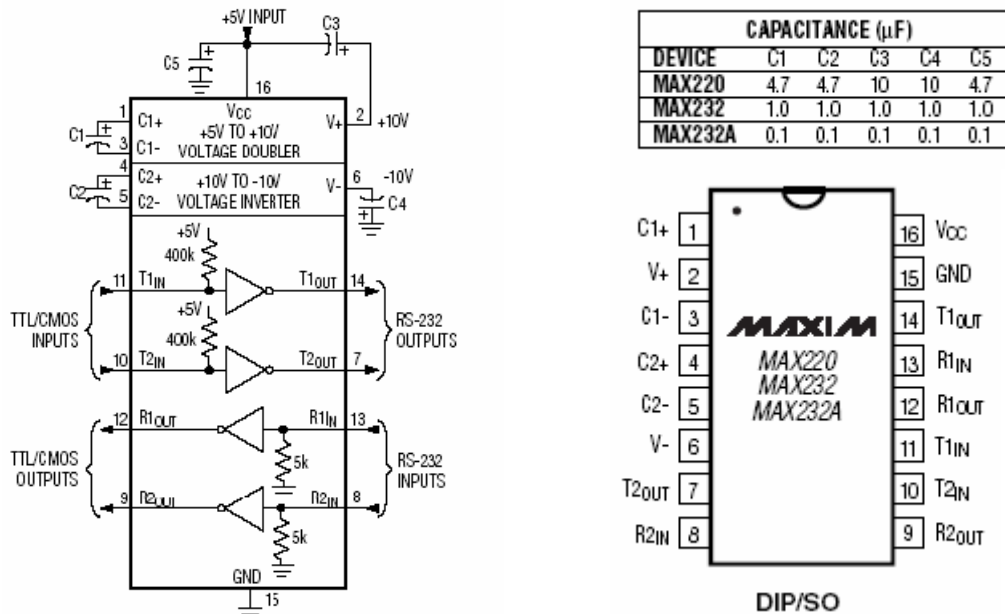 +5V INPUT
C3
+
C5
+
16
VCC
1
C1+
C1
+
3
C1-
+5V TO +10V
VOLTAGE DOUBLER
V+
2
+10V
4
C2+
C2
+
5
C2-
+10V TO -10V
VOLTAGE INVERTER
V-
6
-10V
C4
+
+5V
400k
11
T1IN
T1OUT
14
+5V
400k
10
T2IN
T2OUT
7
TTL/CMOS
INPUTS
RS-232
OUTPUTS
12
R1OUT
R1IN
13
5k
9
R2OUT
R2IN
8
5k
TTL/CMOS
OUTPUTS
RS-232
INPUTS
GND
15
CAPACITANCE (µF)
DEVICE C1 C2 C3 C4 C5
MAX220 4.7 4.7 10 10 4.7
MAX232 1.0 1.0 1.0 1.0 1.0
MAX232A 0.1 0.1 0.1 0.1 0.1
C1+ 1
V+ 2
C1- 3
C2+ 4
C2- 5
V- 6
T2OUT 7
R2IN 8
MAXIM
MAX220
MAX232
MAX232A
16 VCC
15 GND
14 T1OUT
13 R1IN
12 R1OUT
11 T1IN
10 T2IN
9 R2OUT
DIP/SO